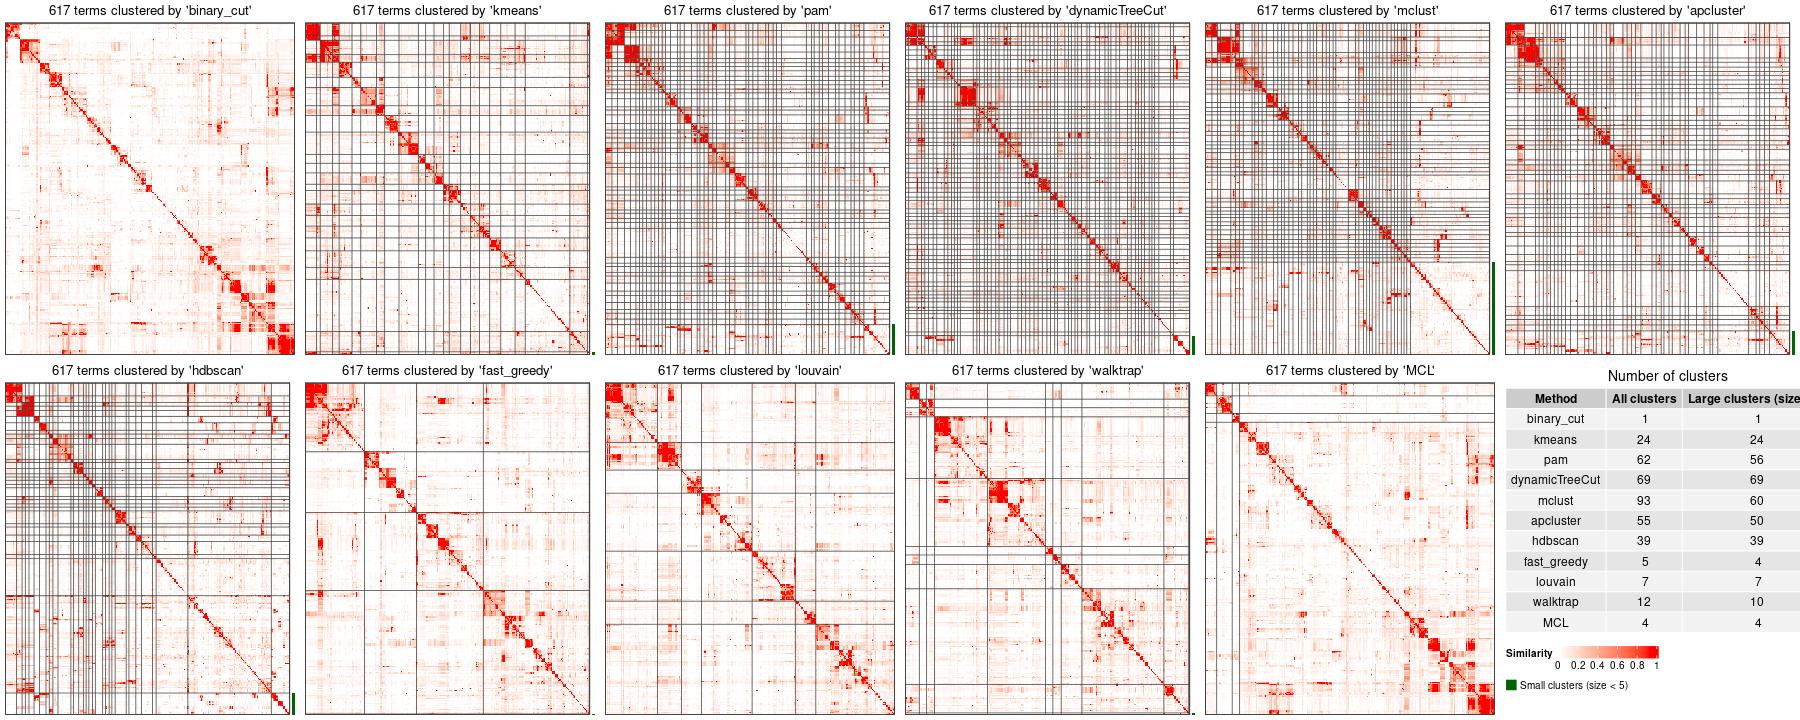 617 terms clustered by 'binary_cut'
617 terms clustered by 'kmeans'
617 terms clustered by 'pam'
617 terms clustered by 'dynamicTreeCut'
617 terms clustered by 'mclust'
617 terms clustered by 'apcluster'
617 terms clustered by 'hdbscan'
617 terms clustered by 'fast_greedy'
617 terms clustered by 'louvain'
617 terms clustered by 'walktrap'
617 terms clustered by 'MCL'
Number of clusters
Method All clusters Large clusters (size
binary_cut 1 1
kmeans 24 24
pam 62 56
dynamicTreeCut 69 69
mclust 93 60
apcluster 55 50
hdbscan 39 39
fast_greedy 5 4
louvain 7 7
walktrap 12 10
MCL 4 4
Similarity
0 0.2 0.4 0.6 0.8 1
Small clusters (size < 5)